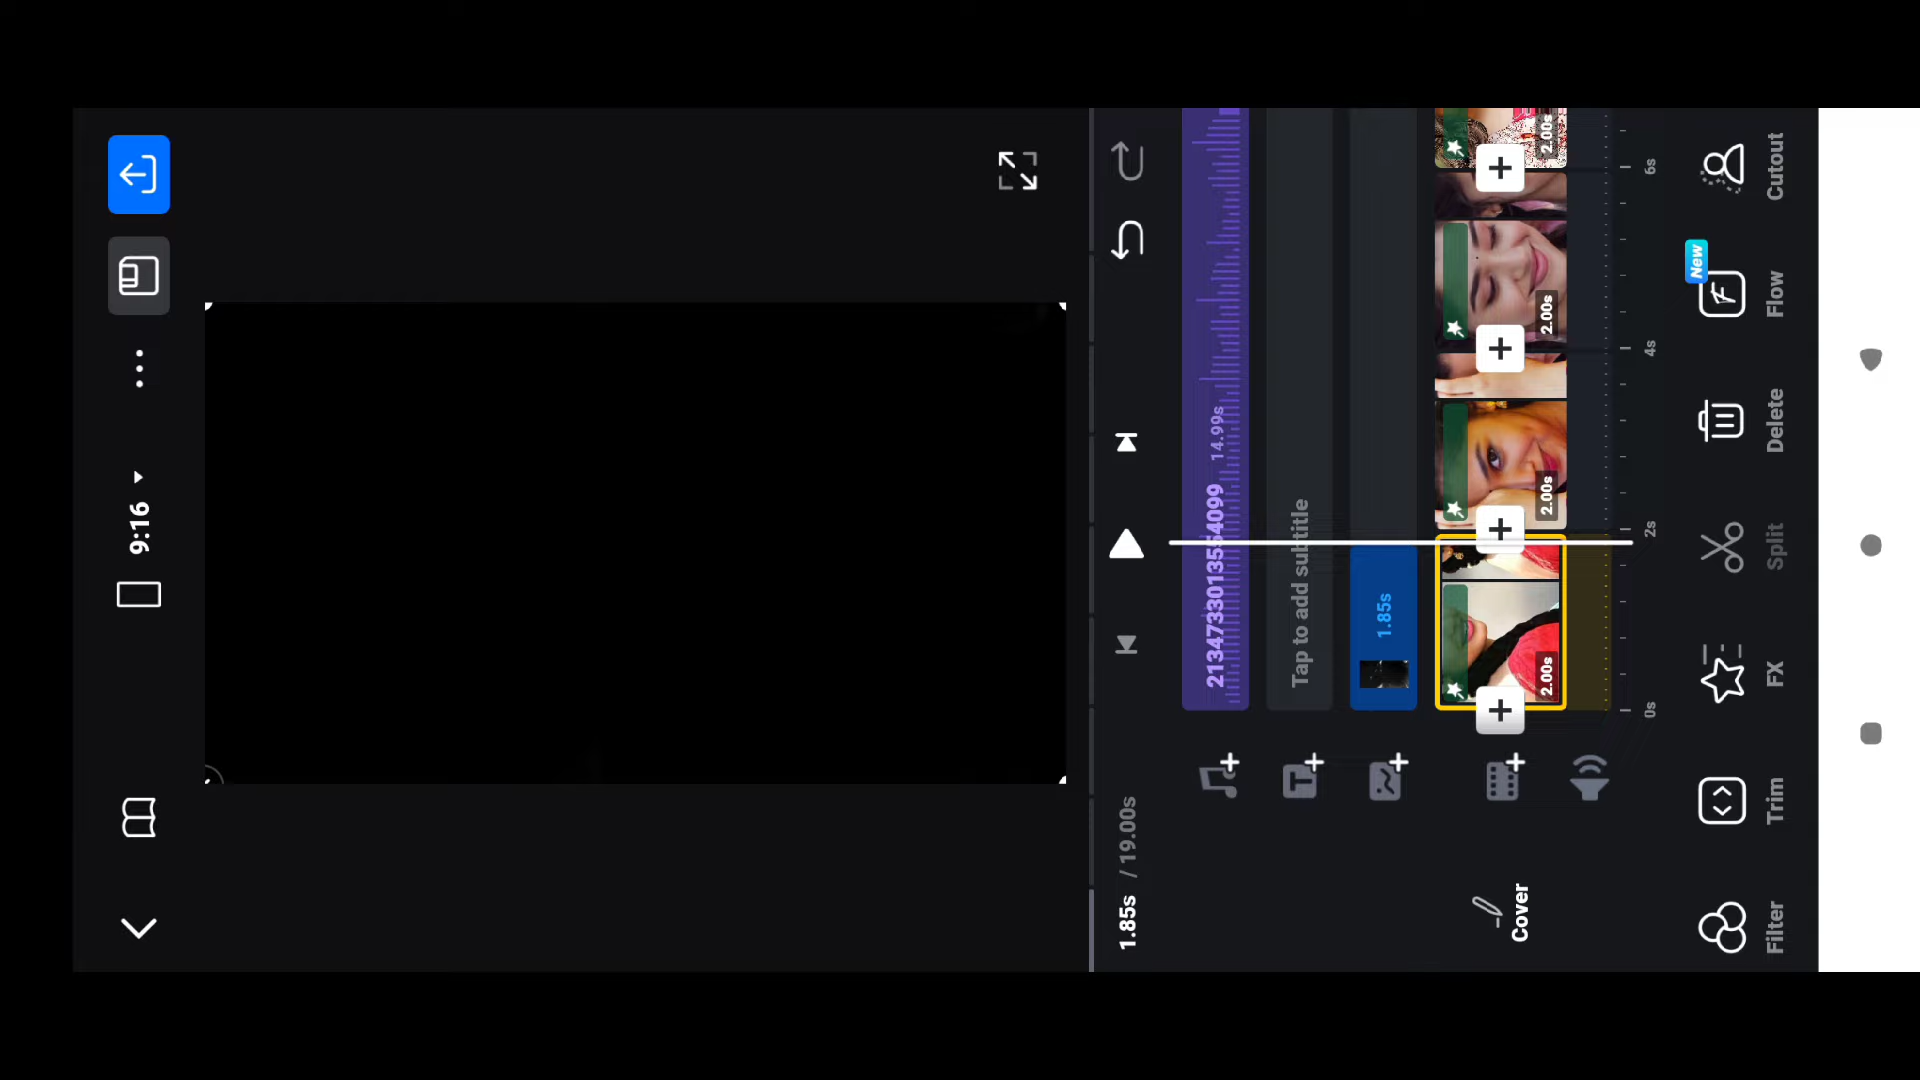 9:16
1.85s / 19.00s
2134733013554099 14.99s
Tap to add subtitle
1.85s
Cover
2.00s
2.00s
2.00s
2.00s
0s
2s
4s
6s
New
Filter
Trim
FX
Split
Delete
Flow
Cutout